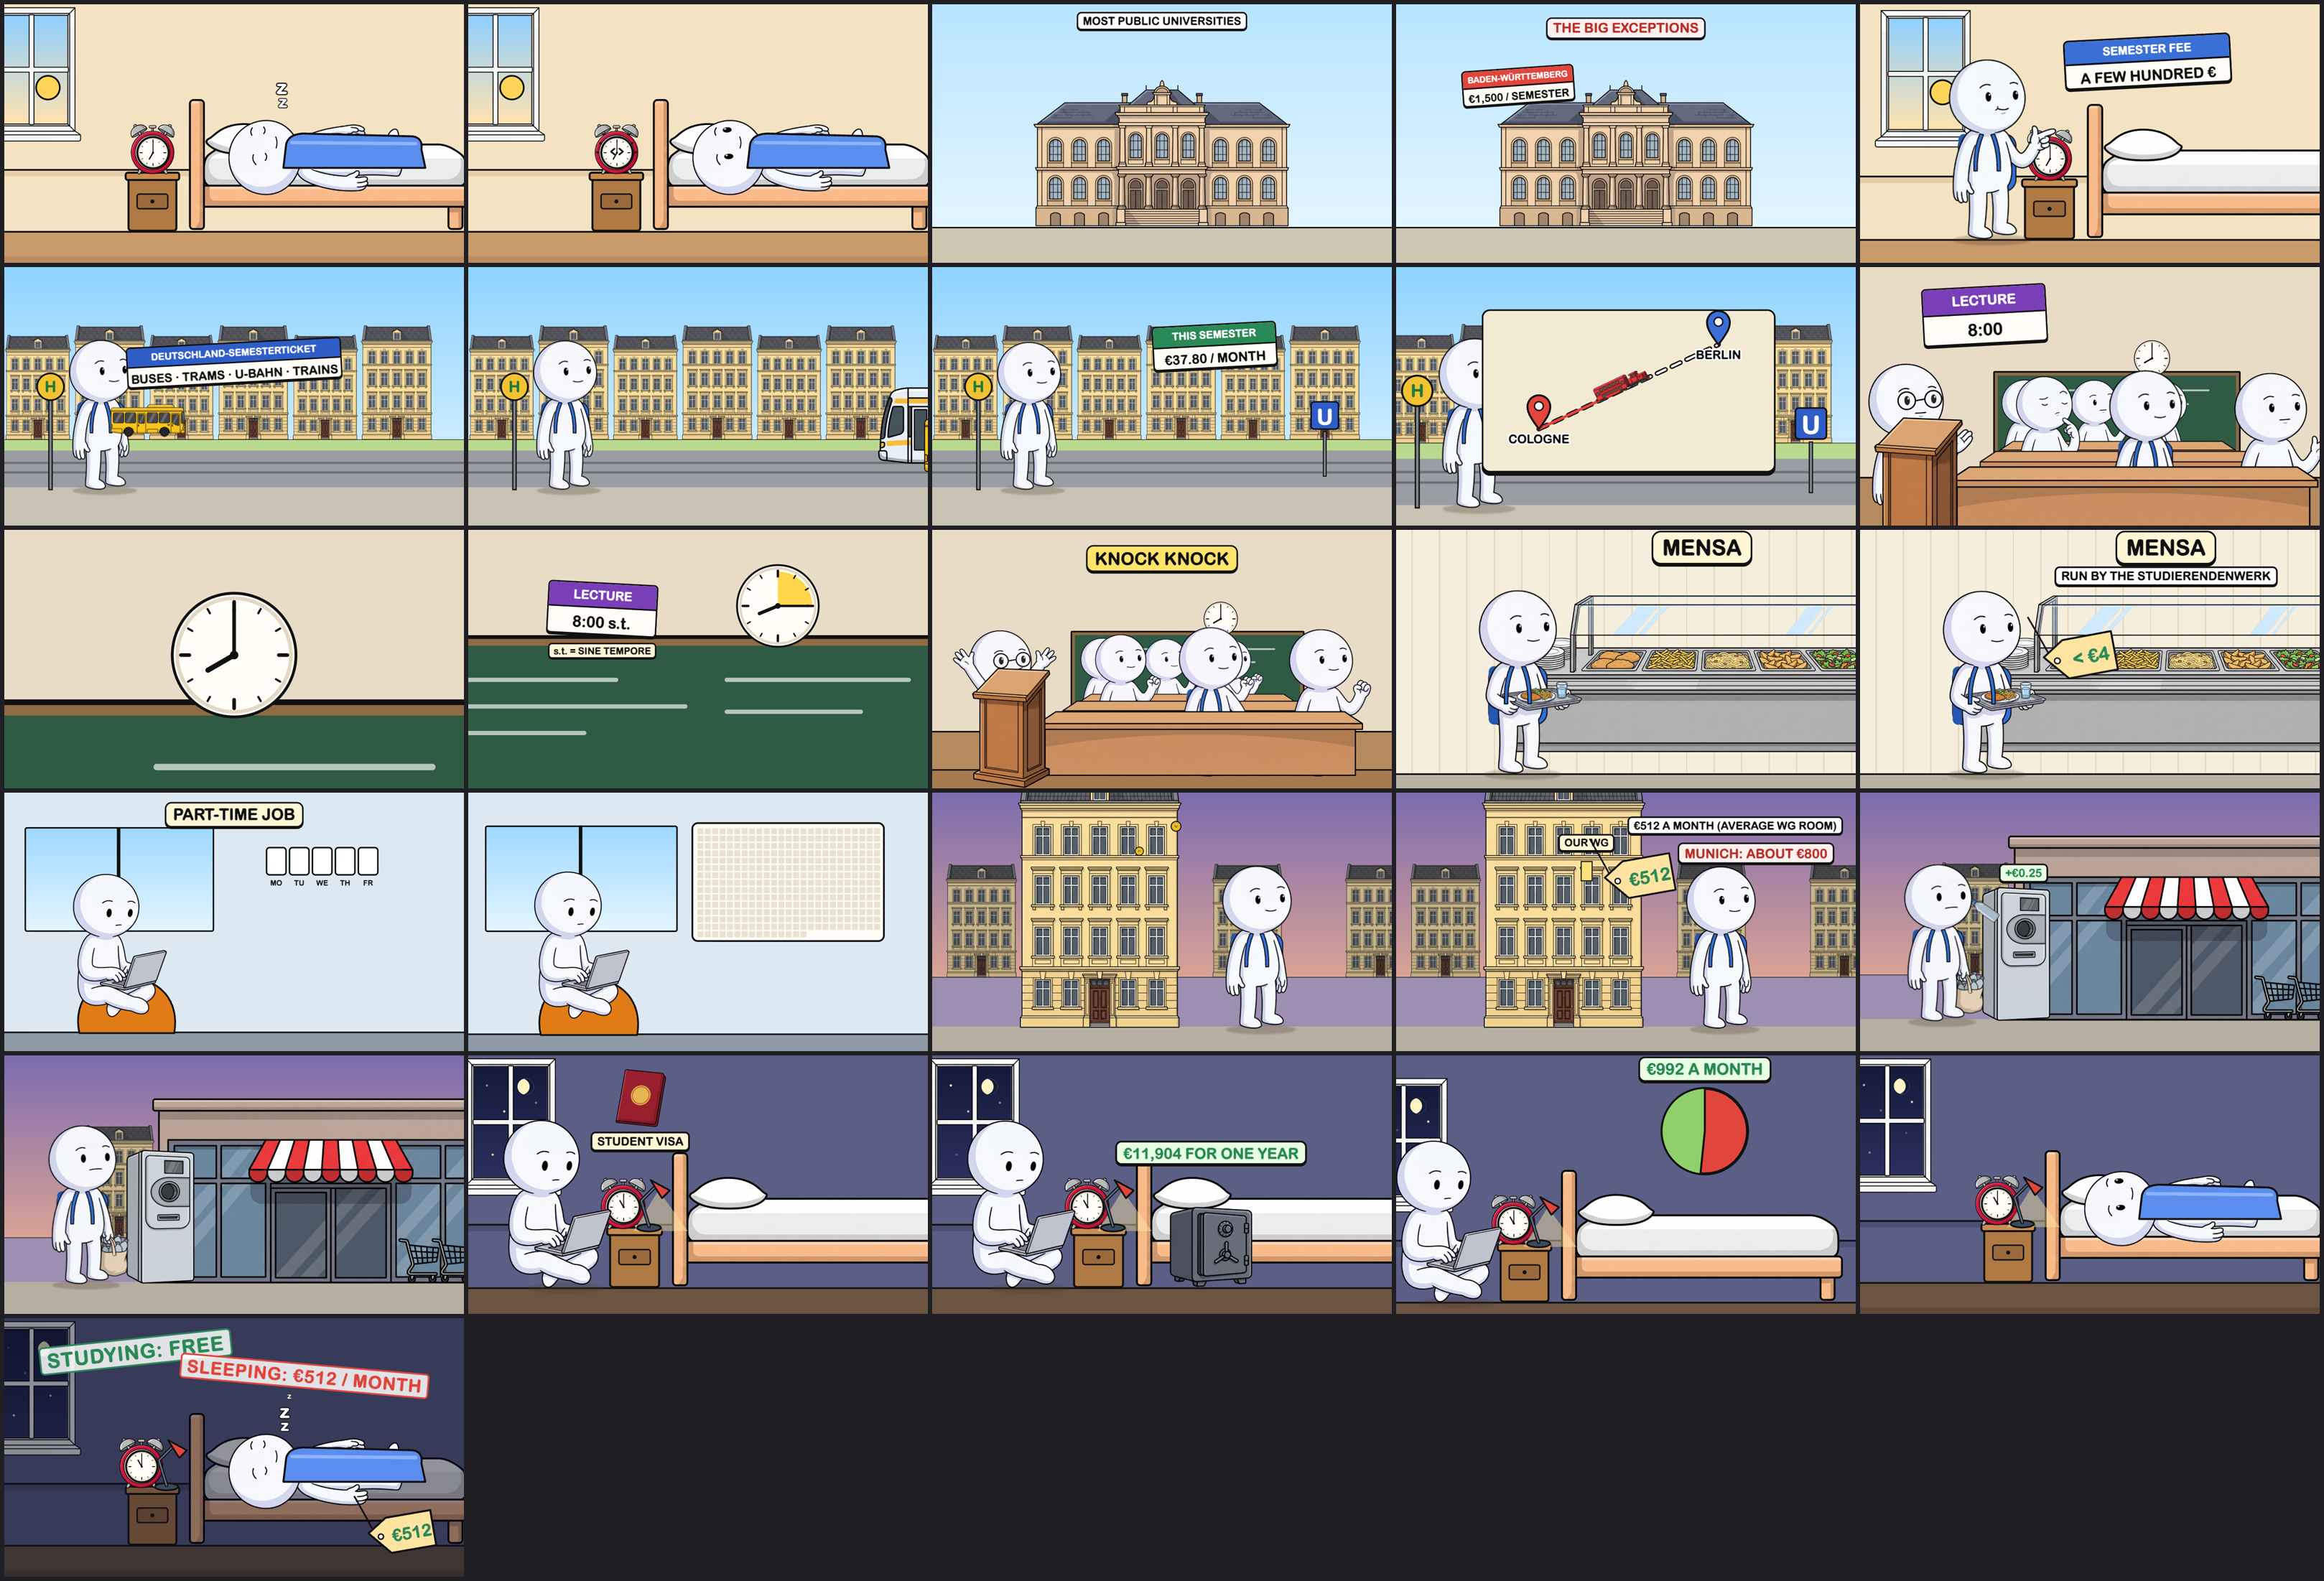 Z
Z
MOST PUBLIC UNIVERSITIES
THE BIG EXCEPTIONS
BADEN-WÜRTTEMBERG
€1,500 / SEMESTER
SEMESTER FEE
A FEW HUNDRED €
H
DEUTSCHLAND-SEMESTERTICKET
BUSES · TRAMS · U-BAHN · TRAINS
H
H
THIS SEMESTER
€37.80 / MONTH
U
H
BERLIN
COLOGNE
U
LECTURE
8:00
LECTURE
8:00 s.t.
s.t. = SINE TEMPORE
KNOCK KNOCK
MENSA
MENSA
RUN BY THE STUDIERENDENWERK
< €4
PART-TIME JOB
MO TU WE TH FR
€512 A MONTH (AVERAGE WG ROOM)
OUR WG
MUNICH: ABOUT €800
€512
+€0.25
STUDENT VISA
€11,904 FOR ONE YEAR
€992 A MONTH
STUDYING: FREE
SLEEPING: €512 / MONTH
z
Z
Z
€512